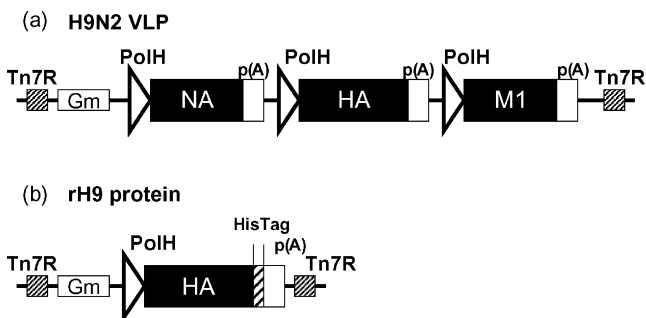 (a) H9N2 VLP
PolH PolH PolH
Tn7R p(A) p(A) p(A) Tn7R
Gm NA HA M1
(b) rH9 protein
HisTag
PolH p(A)
Tn7R Tn7R
Gm HA